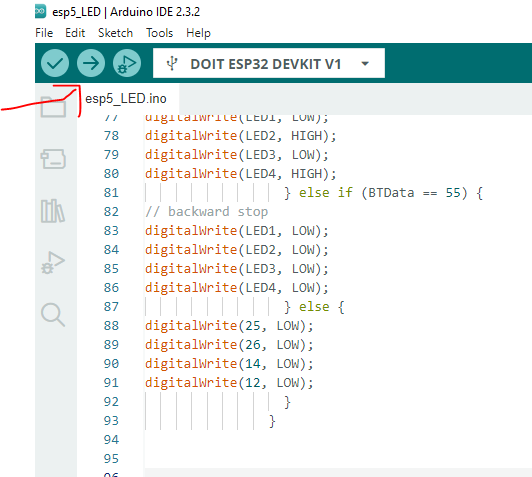 esp5_LED | Arduino IDE 2.3.2
File Edit Sketch Tools Help
DOIT ESP32 DEVKIT V1
esp5_LED.ino
77 digitalWrite(LED1, LOW);
78 digitalWrite(LED2, HIGH);
79 digitalWrite(LED3, LOW);
80 digitalWrite(LED4, HIGH);
81 } else if (BTData == 55) {
82 // backward stop
83 digitalWrite(LED1, LOW);
84 digitalWrite(LED2, LOW);
85 digitalWrite(LED3, LOW);
86 digitalWrite(LED4, LOW);
87 } else {
88 digitalWrite(25, LOW);
89 digitalWrite(26, LOW);
90 digitalWrite(14, LOW);
91 digitalWrite(12, LOW);
92 }
93 }
94
95
96